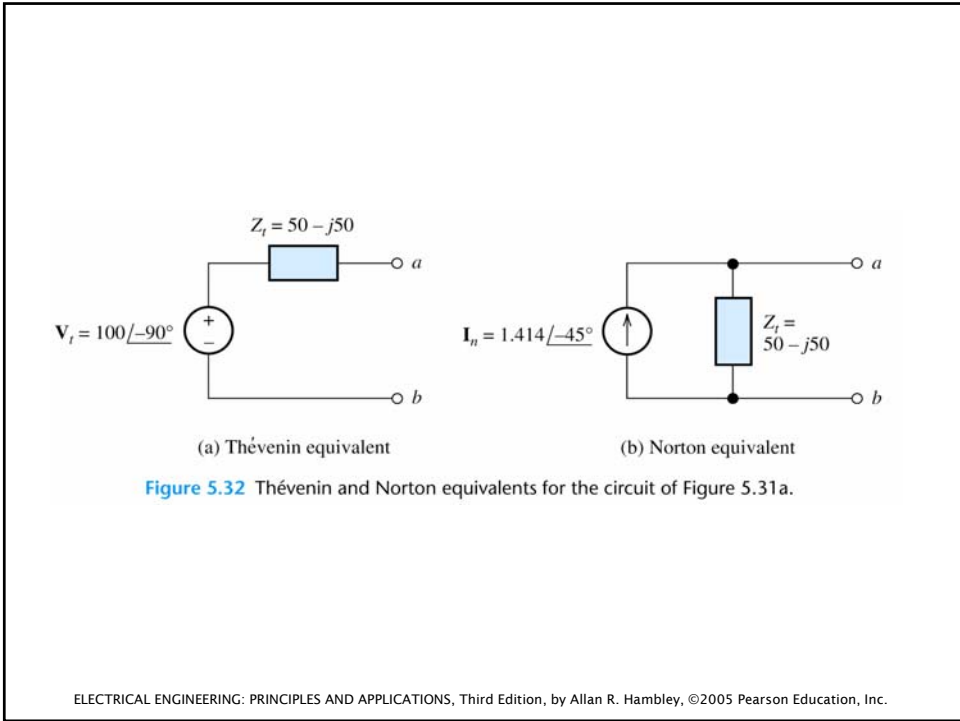 Z_t = 50 – j50
a
V_t = 100/–90°
+
–
b
(a) Thévenin equivalent
I_n = 1.414/–45°
a
Z_t =
50 – j50
b
(b) Norton equivalent
Figure 5.32 Thévenin and Norton equivalents for the circuit of Figure 5.31a.
ELECTRICAL ENGINEERING: PRINCIPLES AND APPLICATIONS, Third Edition, by Allan R. Hambley, ©2005 Pearson Education, Inc.